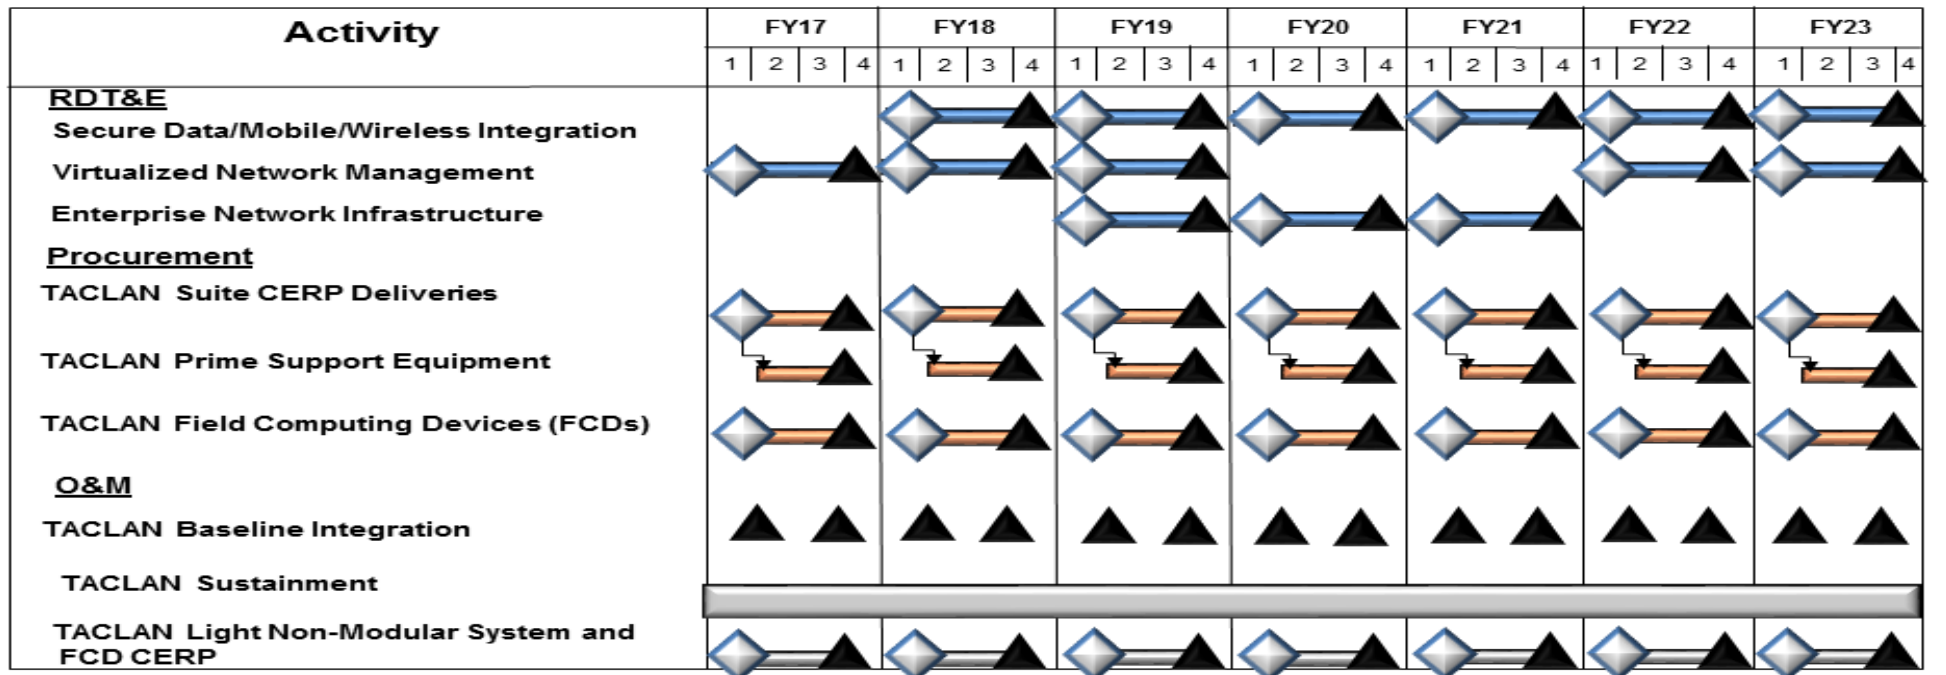 Activity FY17 FY18 FY19 FY20 FY21 FY22 FY23
1 2 3 4 1 2 3 4 1 2 3 4 1 2 3 4 1 2 3 4 1 2 3 4 1 2 3 4
RDT&E
Secure Data/Mobile/Wireless Integration
Virtualized Network Management
Enterprise Network Infrastructure
Procurement
TACLAN Suite CERP Deliveries
TACLAN Prime Support Equipment
TACLAN Field Computing Devices (FCDs)
O&M
TACLAN Baseline Integration
TACLAN Sustainment
TACLAN Light Non-Modular System and
FCD CERP